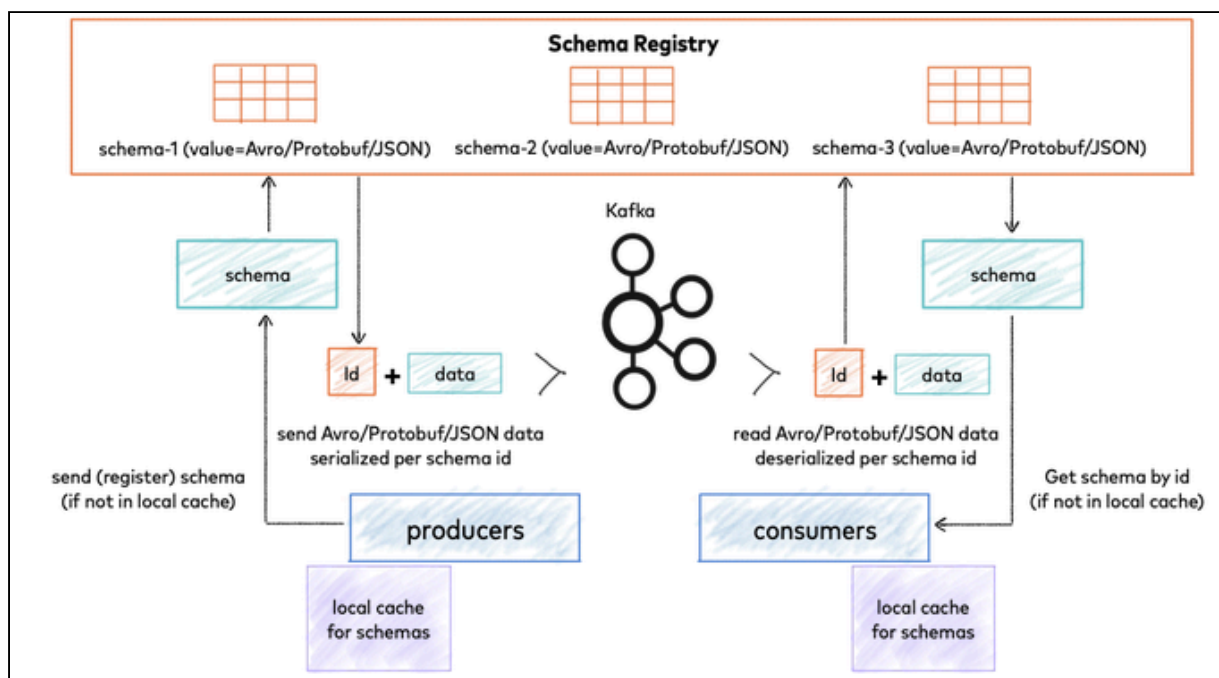 Schema Registry
schema-1 (value=Avro/Protobuf/JSON)
schema-2 (value=Avro/Protobuf/JSON)
schema-3 (value=Avro/Protobuf/JSON)
Kafka
schema
schema
Id + data
Id + data
send Avro/Protobuf/JSON data
serialized per schema id
read Avro/Protobuf/JSON data
deserialized per schema id
send (register) schema
(if not in local cache)
Get schema by id
(if not in local cache)
producers
consumers
local cache
for schemas
local cache
for schemas